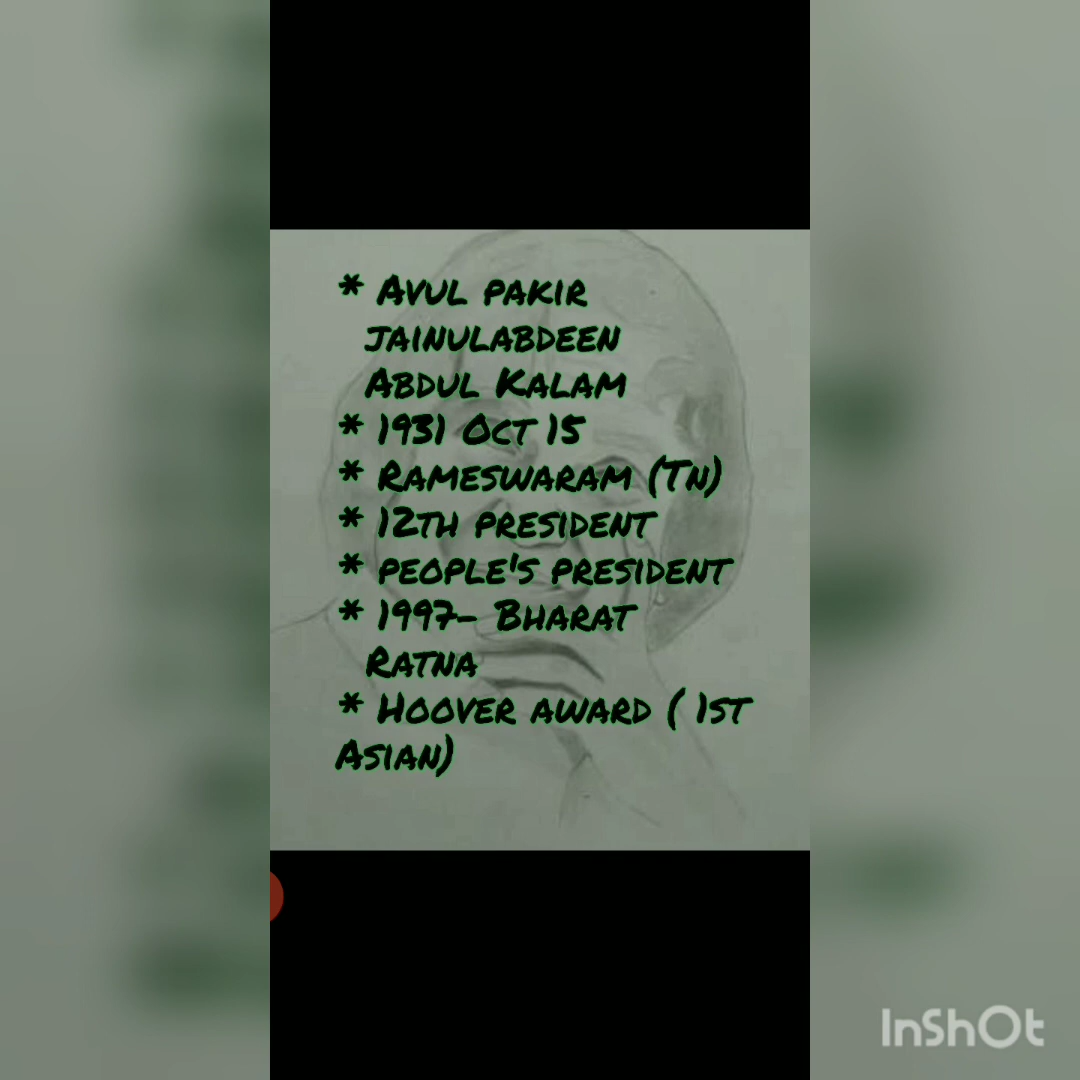 * Avul pakir
jainulabdeen
Abdul Kalam
* 1931 Oct 15
* Rameswaram (Tn)
* 12th president
* people's president
* 1997- Bharat
Ratna
* Hoover award ( 1st
Asian)
InShOt